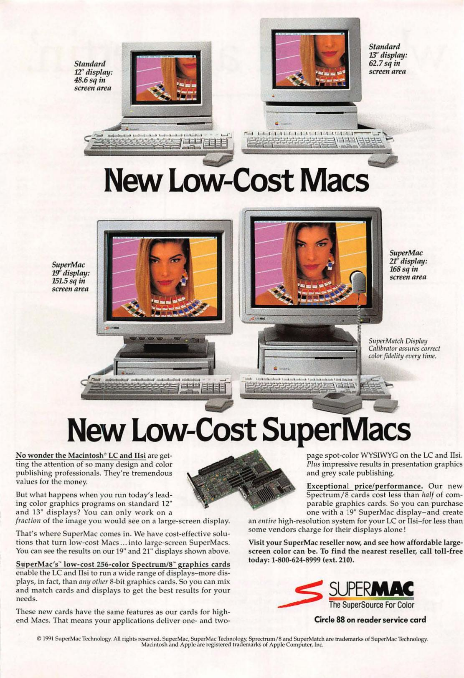 Standard
12" display:
48.6 sq in
screen area
Standard
13" display:
62.7 sq in
screen area
New Low-Cost Macs
SuperMac
19" display:
151.5 sq in
screen area
SuperMac
21" display:
168 sq in
screen area
SuperMatch Display
Calibrator assures correct
color fidelity every time.
New Low-Cost SuperMacs
No wonder the Macintosh® LC and IIsi are get-
ting the attention of so many design and color
publishing professionals. They're tremendous
values for the money.
But what happens when you run today's lead-
ing color graphics programs on standard 12"
and 13" displays? You can only work on a
fraction of the image you would see on a large-screen display.
That's where SuperMac comes in. We have cost-effective solu-
tions that turn low-cost Macs…into large-screen SuperMacs.
You can see the results on our 19" and 21" displays shown above.
SuperMac's™ low-cost 256-color Spectrum/8™ graphics cards
enable the LC and IIsi to run a wide range of displays–more dis-
plays, in fact, than any other 8-bit graphics cards. So you can mix
and match cards and displays to get the best results for your
needs.
These new cards have the same features as our cards for high-
end Macs. That means your applications deliver one- and two-
page spot-color WYSIWYG on the LC and IIsi.
Plus impressive results in presentation graphics
and grey scale publishing.
Exceptional price/performance. Our new
Spectrum/8 cards cost less than half of com-
parable graphics cards. So you can purchase
one with a 19" SuperMac display–and create
an entire high-resolution system for your LC or IIsi–for less than
some vendors charge for their displays alone!
Visit your SuperMac reseller now, and see how affordable large-
screen color can be. To find the nearest reseller, call toll-free
today: 1-800-624-8999 (ext. 210).
SUPERMAC
The SuperSource For Color
Circle 88 on reader service card
© 1991 SuperMac Technology. All rights reserved. SuperMac, SuperMac Technology, Sprectrum/8 and SuperMatch are trademarks of SuperMac Technology.
Macintosh and Apple are registered trademarks of Apple Computer, Inc.